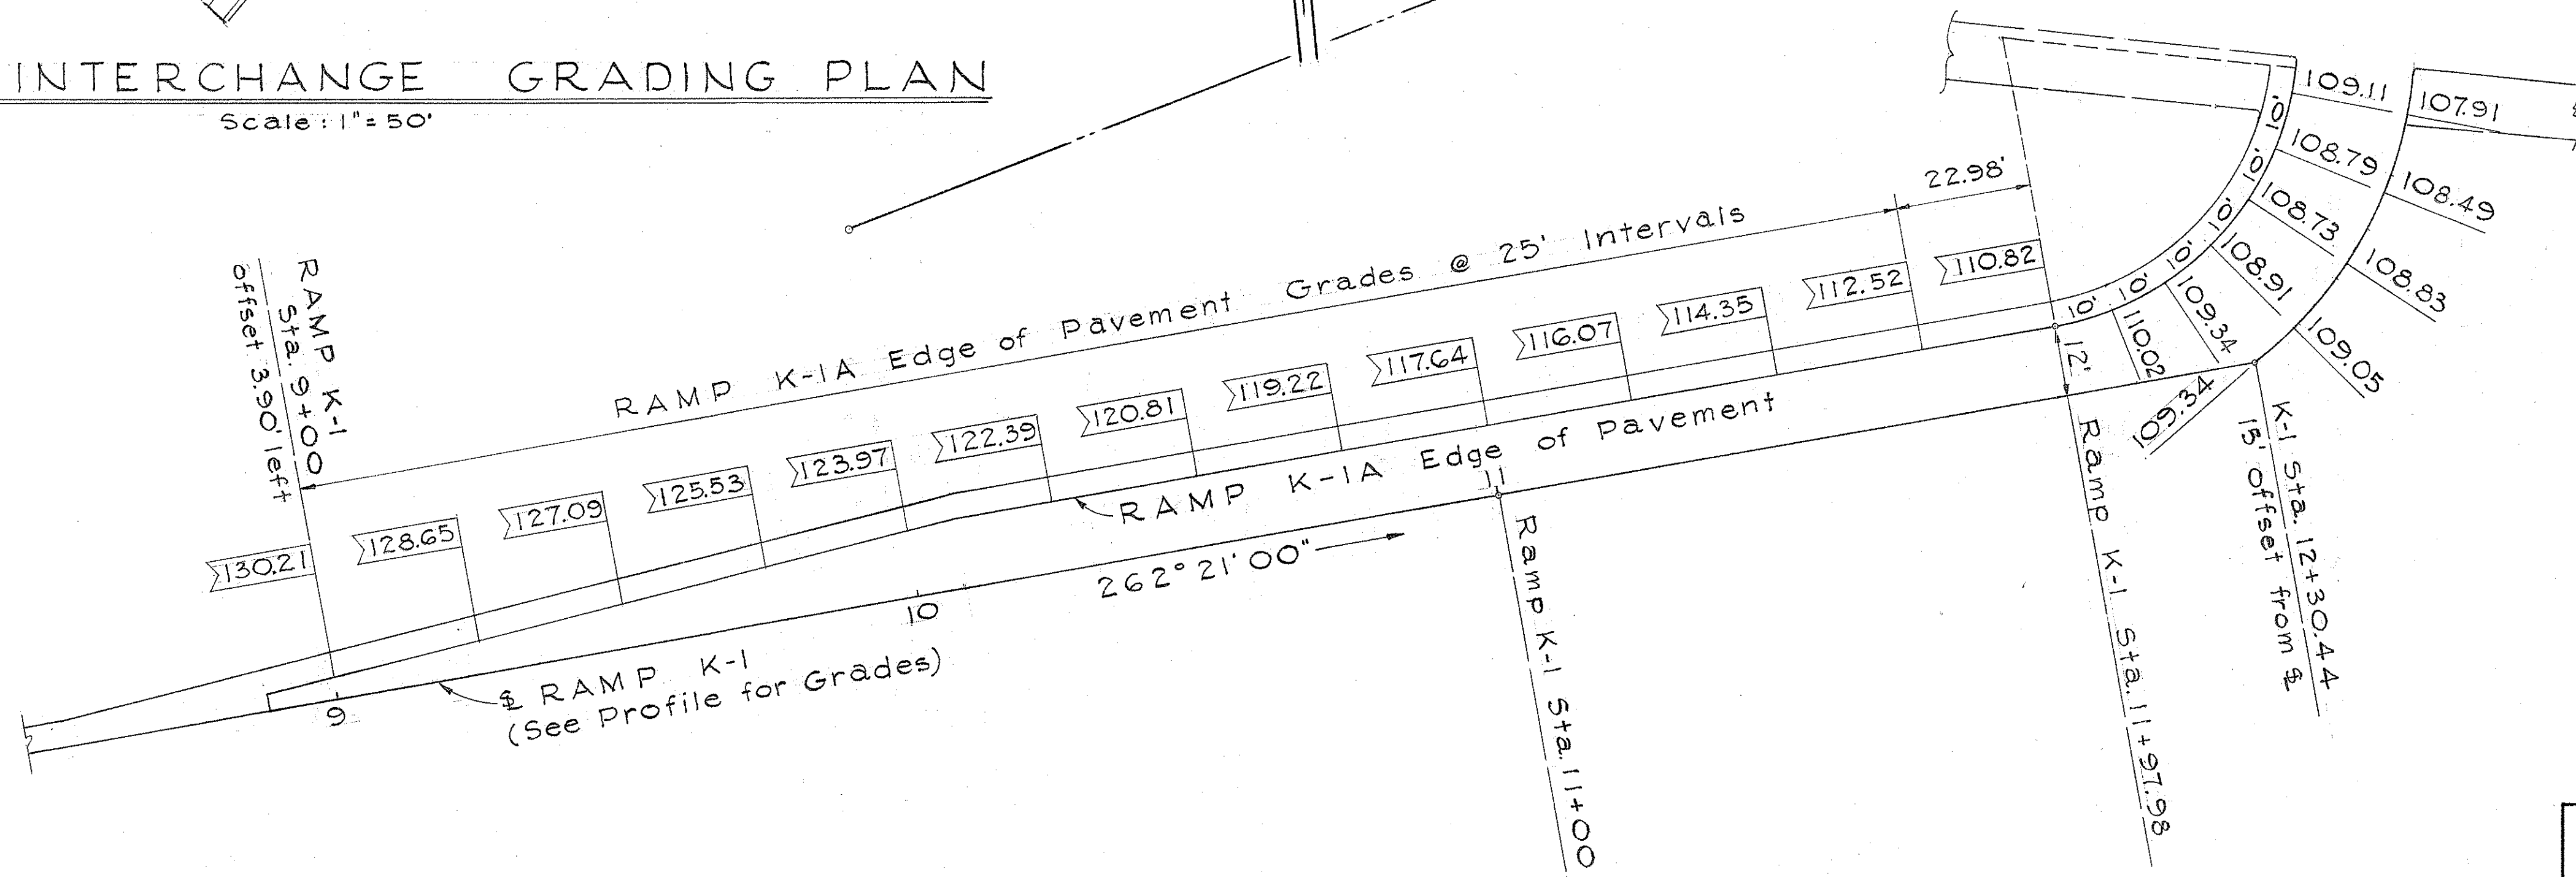 INTERCHANGE GRADING PLAN
Scale: 1"= 50'
RAMP K-1
Sta. 9+00
offset 3.90' left
RAMP K-1A Edge of Pavement Grades @ 25' Intervals
22.98'
130.21
128.65
127.09
125.53
123.97
122.39
120.81
119.22
117.64
116.07
114.35
112.52
110.82
10'
10'
10'
10'
10'
10'
12'
109.11
108.79
108.73
108.91
109.34
110.02
107.91
108.49
108.83
109.05
109.34
RAMP K-1A Edge of Pavement
262°21'00"
9
10
11
℄ RAMP K-1
(See Profile for Grades)
Ramp K-1 Sta. 11+00
Ramp K-1 Sta. 11+97.98
K-1 Sta. 12+30.44
15' offset from ℄